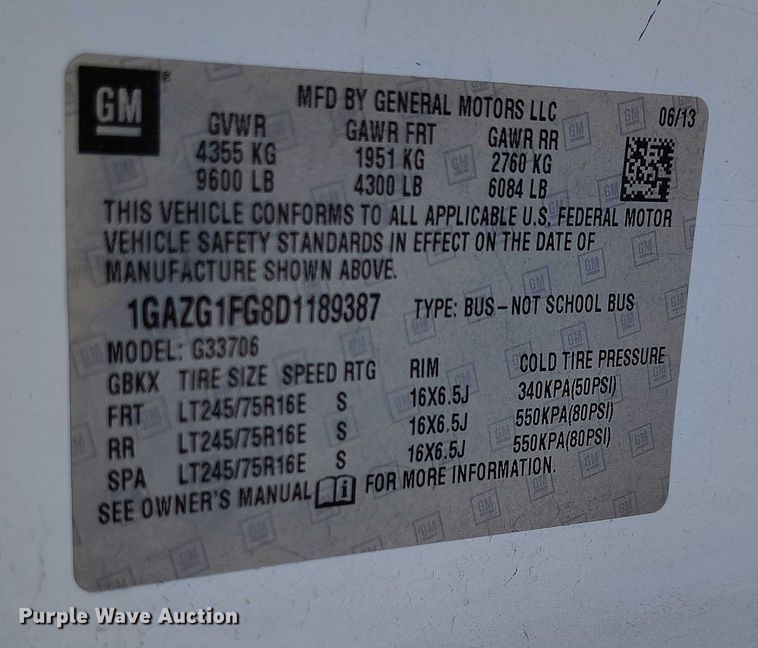 GM ®
MFD BY GENERAL MOTORS LLC 06/13
GVWR GAWR FRT GAWR RR
4355 KG 1951 KG 2760 KG
9600 LB 4300 LB 6084 LB
THIS VEHICLE CONFORMS TO ALL APPLICABLE U.S. FEDERAL MOTOR
VEHICLE SAFETY STANDARDS IN EFFECT ON THE DATE OF
MANUFACTURE SHOWN ABOVE.
1GAZG1FG8D1189387 TYPE: BUS-NOT SCHOOL BUS
MODEL: G33706
GBKX TIRE SIZE SPEED RTG RIM COLD TIRE PRESSURE
FRT LT245/75R16E S 16X6.5J 340KPA(50PSI)
RR LT245/75R16E S 16X6.5J 550KPA(80PSI)
SPA LT245/75R16E S 16X6.5J 550KPA(80PSI)
SEE OWNER'S MANUAL i FOR MORE INFORMATION.
Purple Wave Auction